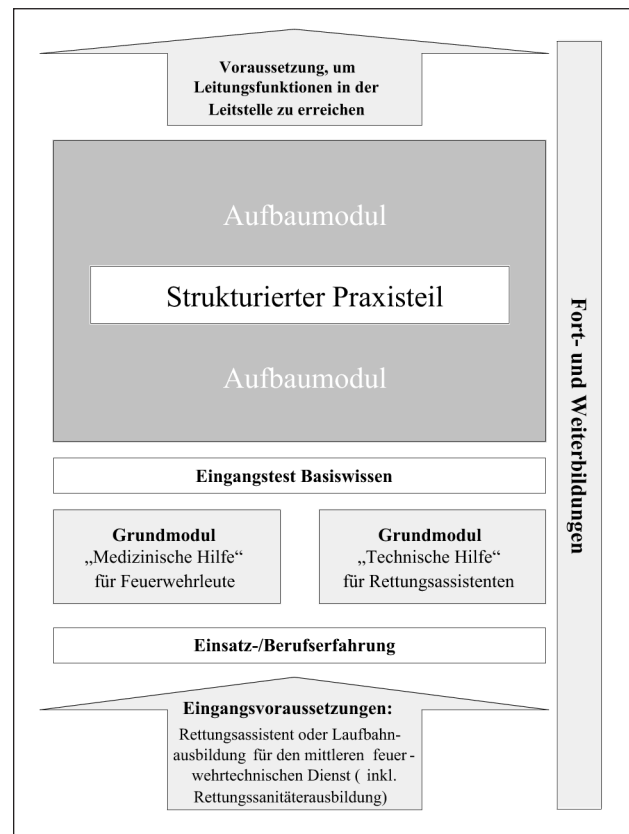 Voraussetzung, um
Leitungsfunktionen in der
Leitstelle zu erreichen
Aufbaumodul
Strukturierter Praxisteil
Aufbaumodul
Eingangstest Basiswissen
Grundmodul
„Medizinische Hilfe“
für Feuerwehrleute
Grundmodul
„Technische Hilfe“
für Rettungsassistenten
Einsatz-/Berufserfahrung
Eingangsvoraussetzungen:
Rettungsassistent oder Laufbahn-
ausbildung für den mittleren feuer-
wehrtechnischen Dienst ( inkl.
Rettungssanitäterausbildung)
Fort- und Weiterbildungen